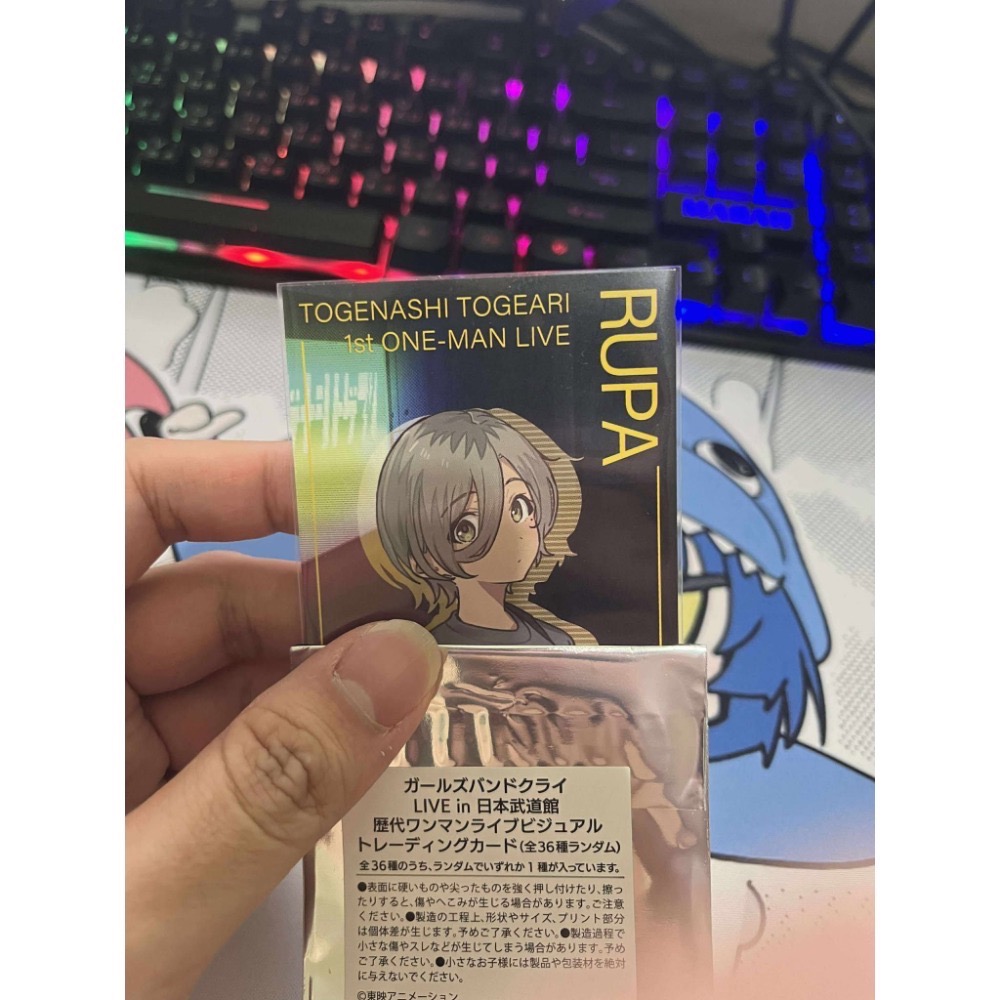 TOGENASHI TOGEARI
1st ONE-MAN LIVE
RUPA
ガールズバンドクライ
LIVE in 日本武道館
歴代ワンマンライブビジュアル
トレーディングカード(全36種ランダム)
全36種のうち、ランダムでいずれか1種が入っています。
●表面に硬いものや尖ったものを強く押し付けたり、擦っ
たりすると、傷やへこみが生じる場合があります。ご注意
ください。●製造の工程上、形状やサイズ、プリント部分
は個体差が生じます。予めご了承ください。●製造過程で
小さな傷やスレなどが生じてしまう場合があります。予め
ご了承ください。●小さなお子様には製品や包装材を絶対
に与えないでください。
©東映アニメーション